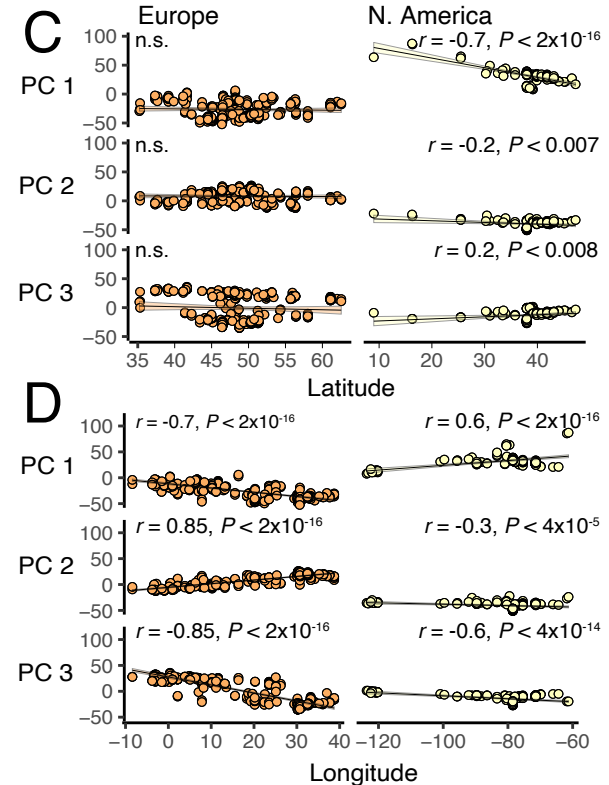 C
Europe
N. America
PC 1
100
50
0
−50
n.s.
r = -0.7, P < 2x10-16
PC 2
100
50
0
−50
n.s.
r = -0.2, P < 0.007
PC 3
100
50
0
−50
n.s.
r = 0.2, P < 0.008
35 40 45 50 55 60
10 20 30 40
Latitude
D
PC 1
100
50
0
−50
r = -0.7, P < 2x10-16
r = 0.6, P < 2x10-16
PC 2
100
50
0
−50
r = 0.85, P < 2x10-16
r = -0.3, P < 4x10-5
PC 3
100
50
0
−50
r = -0.85, P < 2x10-16
r = -0.6, P < 4x10-14
−10 0 10 20 30 40
−120 −100 −80 −60
Longitude